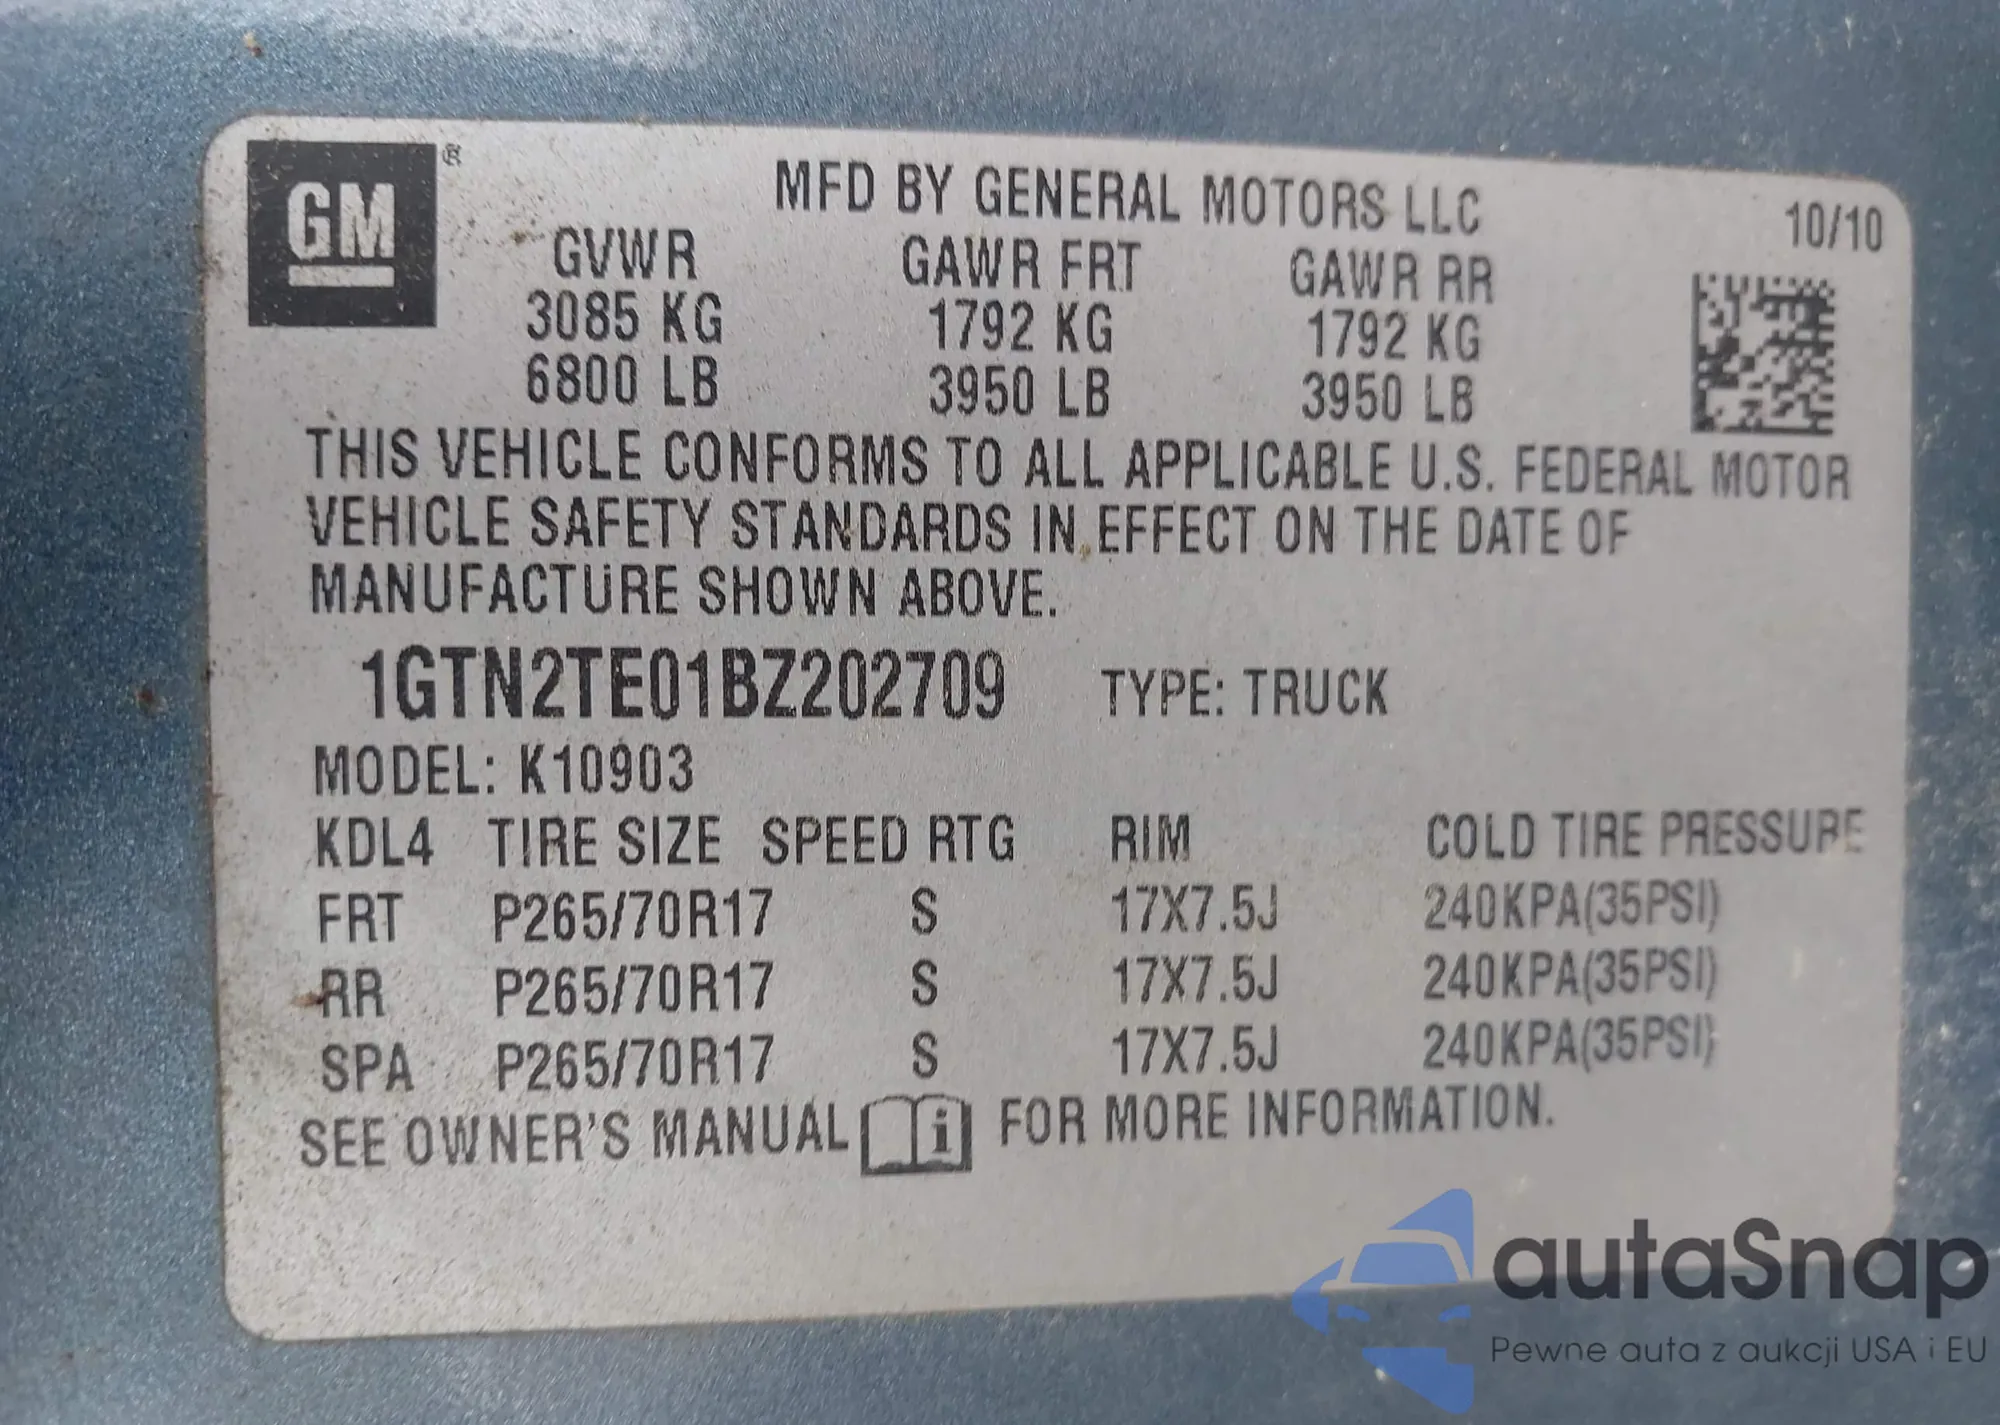 GM ®
MFD BY GENERAL MOTORS LLC
10/10
GVWR GAWR FRT GAWR RR
3085 KG 1792 KG 1792 KG
6800 LB 3950 LB 3950 LB
THIS VEHICLE CONFORMS TO ALL APPLICABLE U.S. FEDERAL MOTOR
VEHICLE SAFETY STANDARDS IN EFFECT ON THE DATE OF
MANUFACTURE SHOWN ABOVE.
1GTN2TE01BZ202709 TYPE: TRUCK
MODEL: K10903
KDL4 TIRE SIZE SPEED RTG RIM COLD TIRE PRESSURE
FRT P265/70R17 S 17X7.5J 240KPA(35PSI)
RR P265/70R17 S 17X7.5J 240KPA(35PSI)
SPA P265/70R17 S 17X7.5J 240KPA(35PSI)
SEE OWNER'S MANUAL i FOR MORE INFORMATION.
autaSnap
Pewne auta z aukcji USA i EU